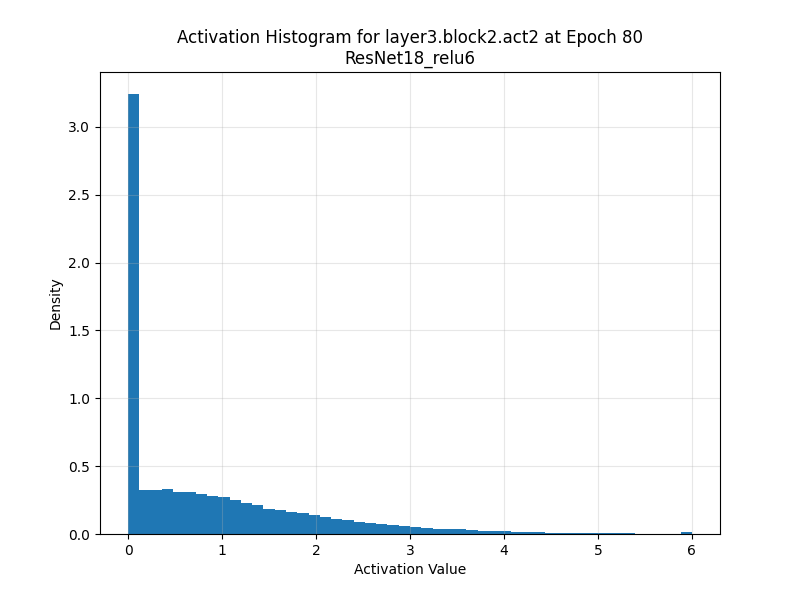 Activation Histogram for layer3.block2.act2 at Epoch 80
ResNet18_relu6
3.0
2.5
2.0
1.5
1.0
0.5
0.0
Density
0 1 2 3 4 5 6
Activation Value